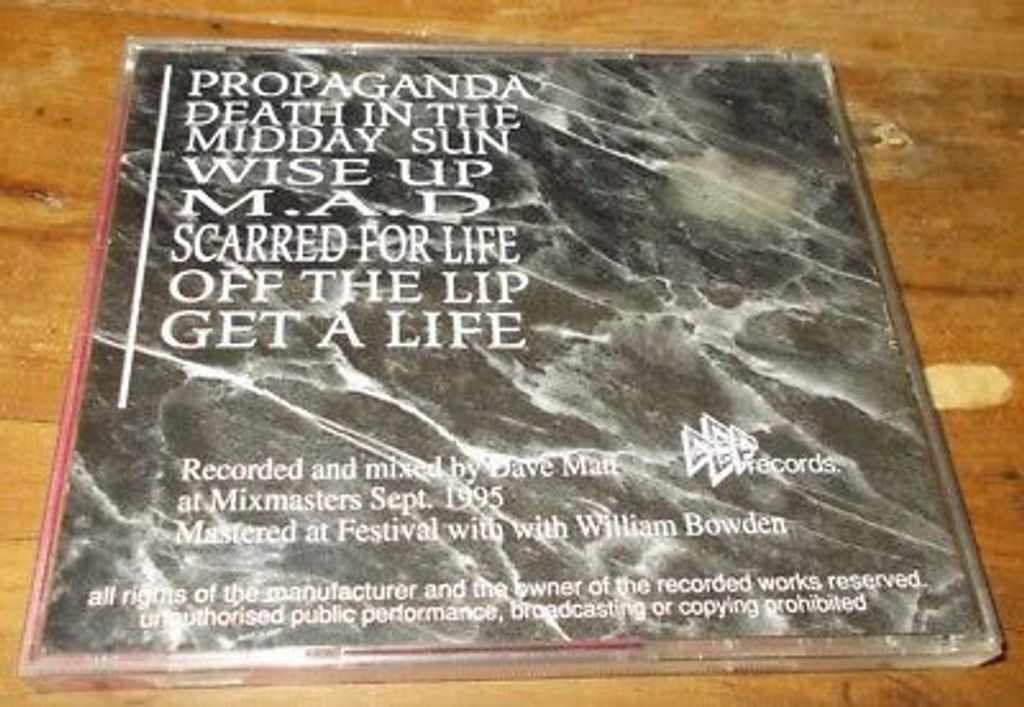 PROPAGANDA
DEATH IN THE
MIDDAY SUN
WISE UP
M.A.D
SCARRED FOR LIFE
OFF THE LIP
GET A LIFE
records.
Recorded and mixed by Dave Matt
at Mixmasters Sept. 1995
Mastered at Festival with with William Bowden
all rights of the manufacturer and the owner of the recorded works reserved.
unauthorised public performance, broadcasting or copying prohibited